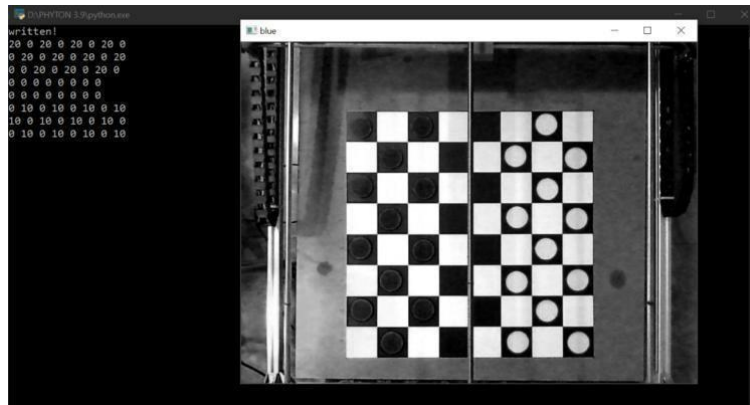 D:\PHYTON 3.9\python.exe
blue
written!
20 0 20 0 20 0 20 0
0 20 0 20 0 20 0 20
0 0 20 0 20 0 20 0
0 0 0 0 0 0 0 0
0 0 0 0 0 0 0 0
0 10 0 10 0 10 0 10
10 0 10 0 10 0 10 0
0 10 0 10 0 10 0 10